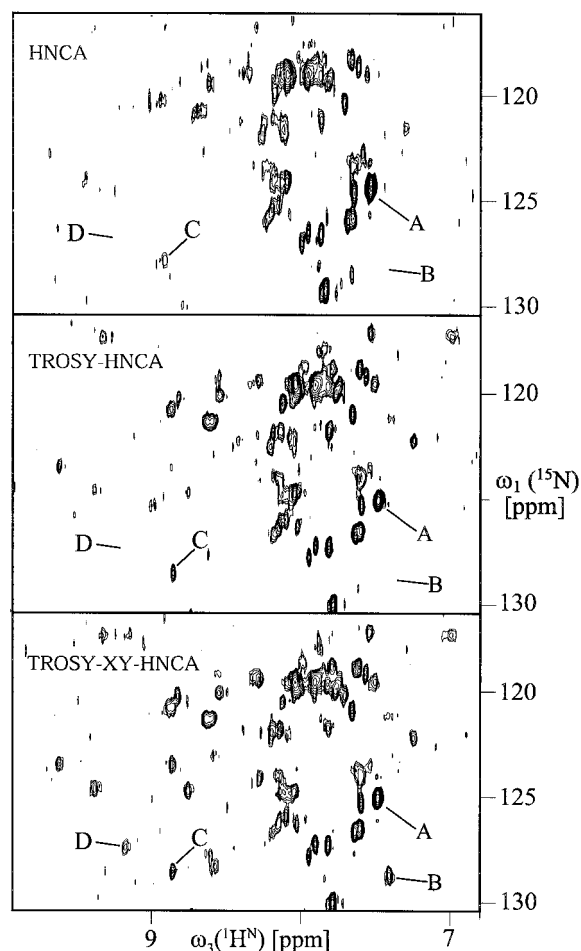 HNCA
120
125
D
C
A
B
130
TROSY-HNCA
120
ω₁ (¹⁵N)
[ppm]
D
C
A
B
130
TROSY-XY-HNCA
120
125
D
C
A
B
130
9
ω₃(¹Hᴺ) [ppm]
7